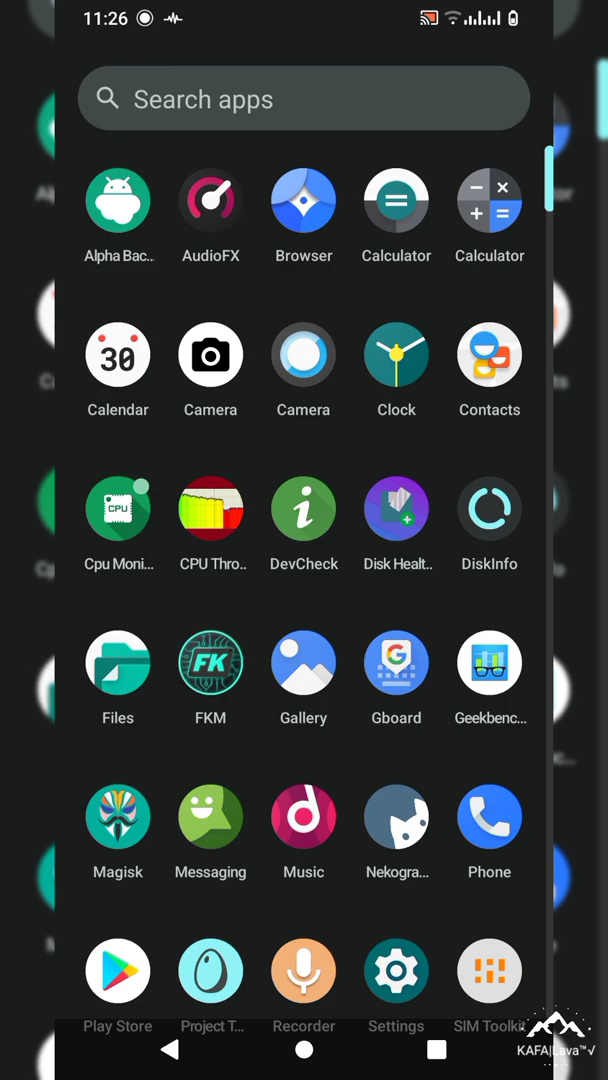 11:26
Search apps
Alpha Bac..
AudioFX
Browser
Calculator
Calculator
30
Calendar
Camera
Camera
Clock
Contacts
CPU
Cpu Moni...
CPU Thro..
DevCheck
Disk Healt..
DiskInfo
FK
G
Files
FKM
Gallery
Gboard
Geekbenc...
Magisk
Messaging
Music
Nekogra...
Phone
Play Store
Project T...
Recorder
Settings
SIM Toolkit
KAFA|Lava™√